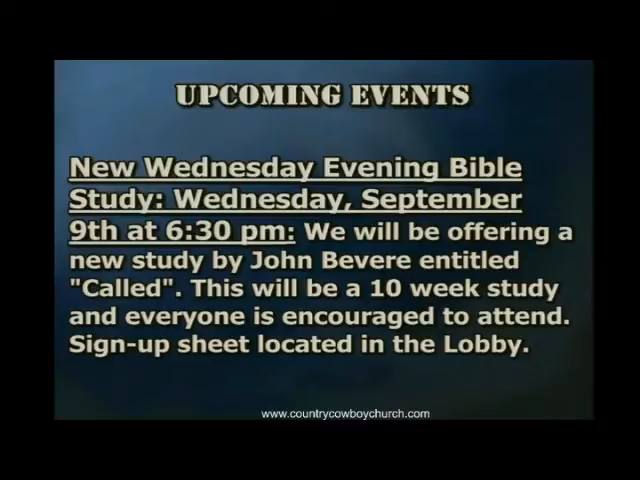 UPCOMING EVENTS
New Wednesday Evening Bible
Study: Wednesday, September
9th at 6:30 pm: We will be offering a
new study by John Bevere entitled
"Called". This will be a 10 week study
and everyone is encouraged to attend.
Sign-up sheet located in the Lobby.
www.countrycowboychurch.com